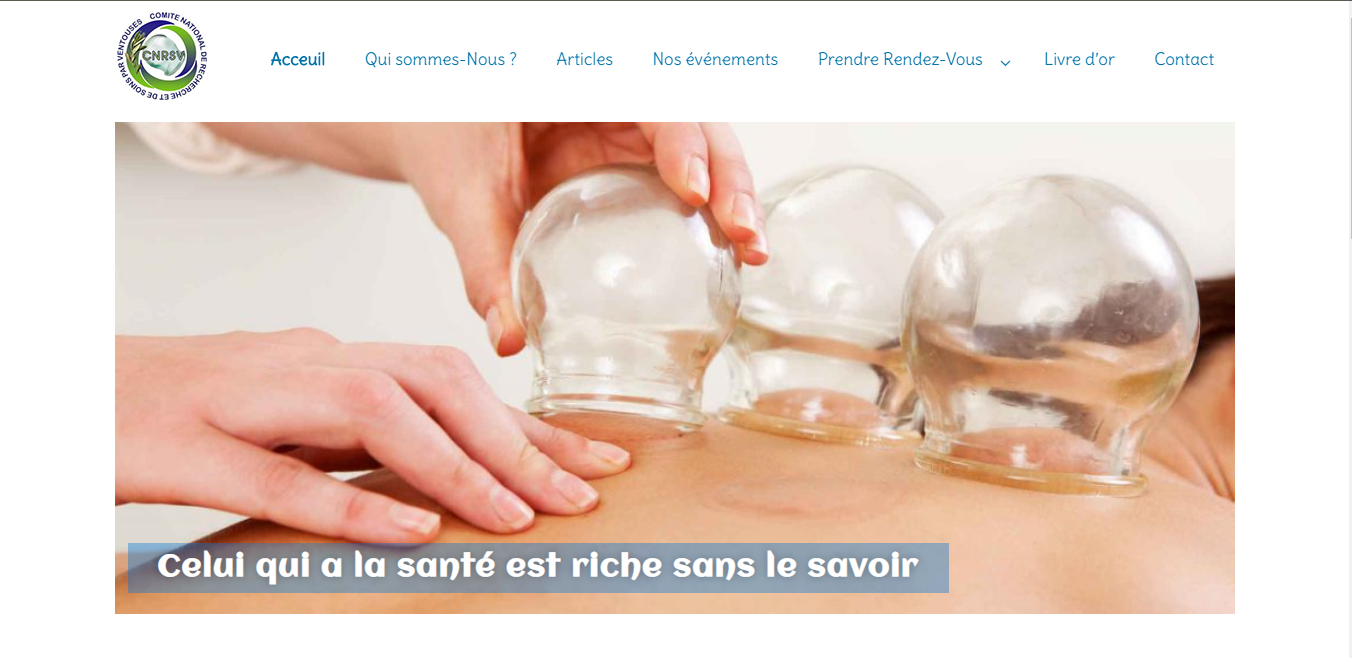 COMITE NATIONAL DE RECHERCHE ET DE SOINS PAR VENTOUSES
CNRSV
Acceuil Qui sommes-Nous ? Articles Nos événements Prendre Rendez-Vous Livre d’or Contact
Celui qui a la santé est riche sans le savoir